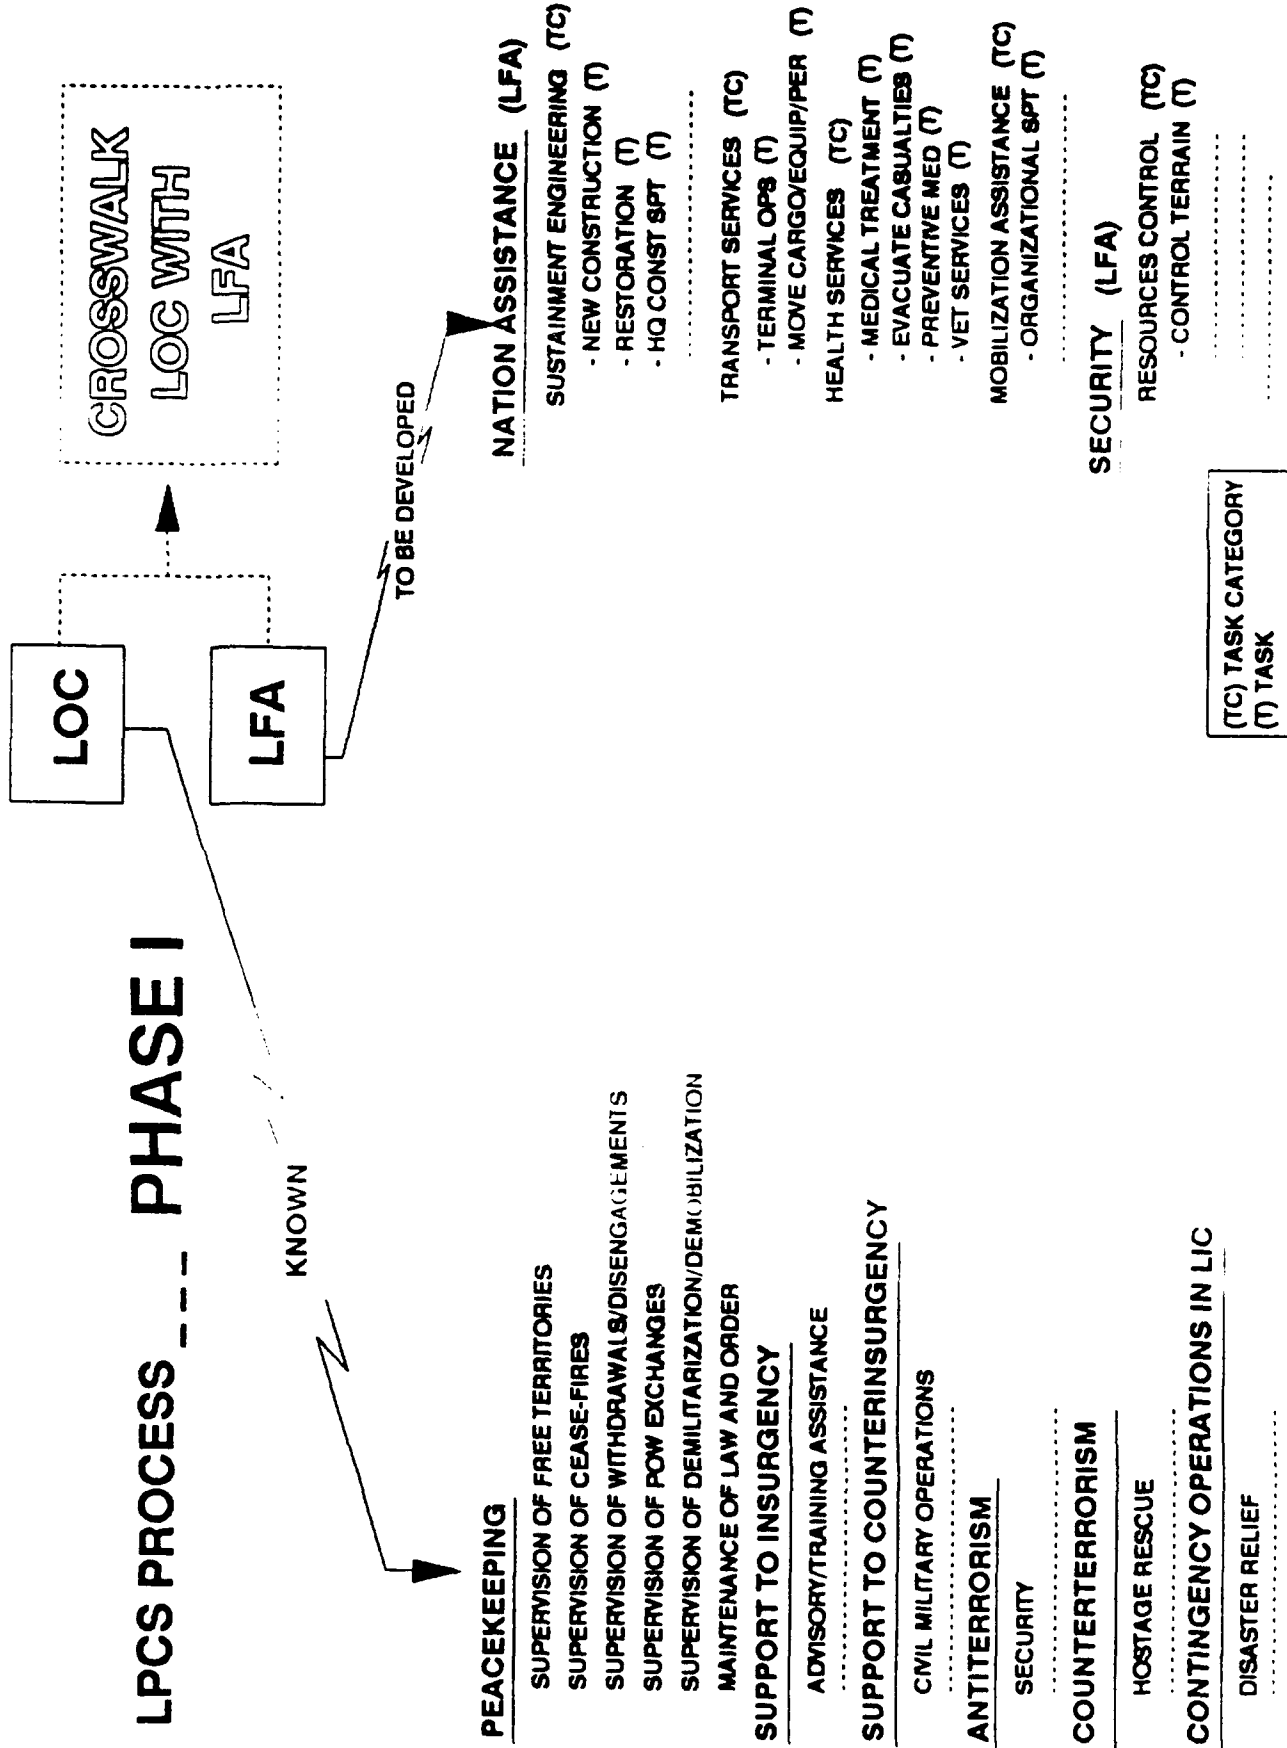 LPCS PROCESS _ _ _ PHASE I
LOC
LFA
CROSSWALK
LOC WITH
LFA
KNOWN
TO BE DEVELOPED
PEACEKEEPING
SUPERVISION OF FREE TERRITORIES
SUPERVISION OF CEASE-FIRES
SUPERVISION OF WITHDRAWALS/DISENGAGEMENTS
SUPERVISION OF POW EXCHANGES
SUPERVISION OF DEMILITARIZATION/DEMOBILIZATION
MAINTENANCE OF LAW AND ORDER
SUPPORT TO INSURGENCY
ADVISORY/TRAINING ASSISTANCE
....................
SUPPORT TO COUNTERINSURGENCY
CIVIL MILITARY OPERATIONS
....................
ANTITERRORISM
SECURITY
....................
COUNTERTERRORISM
HOSTAGE RESCUE
....................
CONTINGENCY OPERATIONS IN LIC
DISASTER RELIEF
....................
NATION ASSISTANCE (LFA)
SUSTAINMENT ENGINEERING (TC)
- NEW CONSTRUCTION (T)
- RESTORATION (T)
- HQ CONST SPT (T)
....................
TRANSPORT SERVICES (TC)
- TERMINAL OPS (T)
- MOVE CARGO/EQUIP/PER (T)
HEALTH SERVICES (TC)
- MEDICAL TREATMENT (T)
- EVACUATE CASUALTIES (T)
- PREVENTIVE MED (T)
- VET SERVICES (T)
MOBILIZATION ASSISTANCE (TC)
- ORGANIZATIONAL SPT (T)
....................
SECURITY (LFA)
RESOURCES CONTROL (TC)
- CONTROL TERRAIN (T)
....................
....................
....................
(TC) TASK CATEGORY
(T) TASK